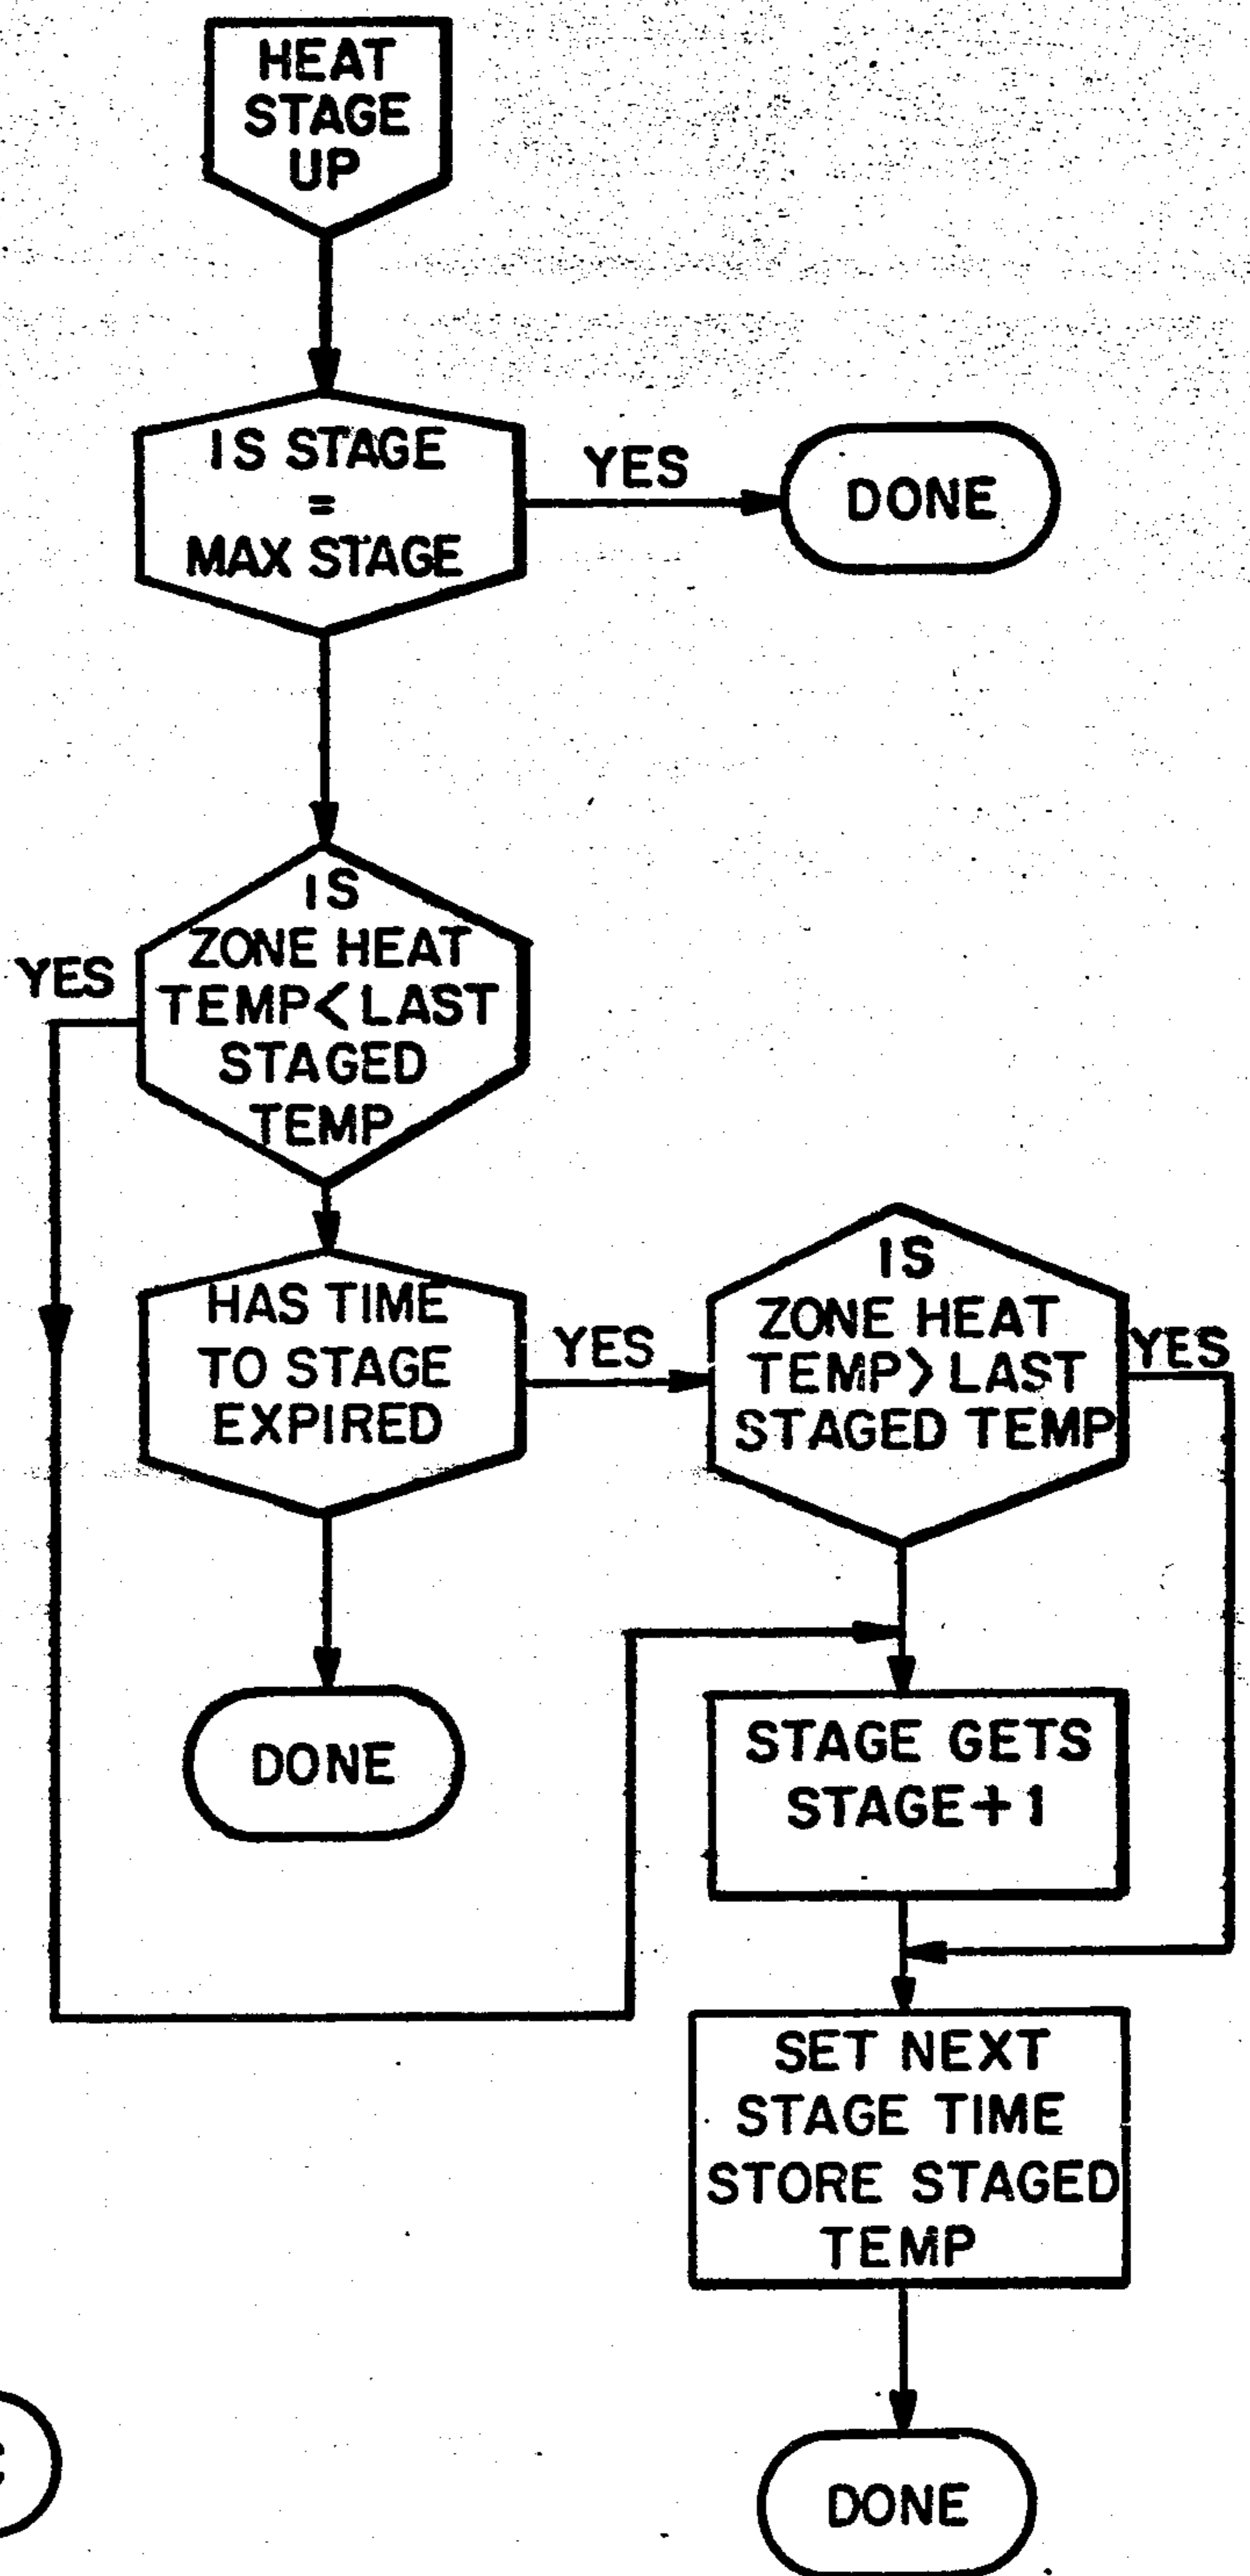 HEAT
STAGE
UP
IS STAGE
=
MAX STAGE
YES
DONE
IS
ZONE HEAT
TEMP<LAST
STAGED
TEMP
YES
HAS TIME
TO STAGE
EXPIRED
YES
IS
ZONE HEAT
TEMP>LAST
STAGED TEMP
YES
DONE
STAGE GETS
STAGE+1
SET NEXT
STAGE TIME
STORE STAGED
TEMP
DONE